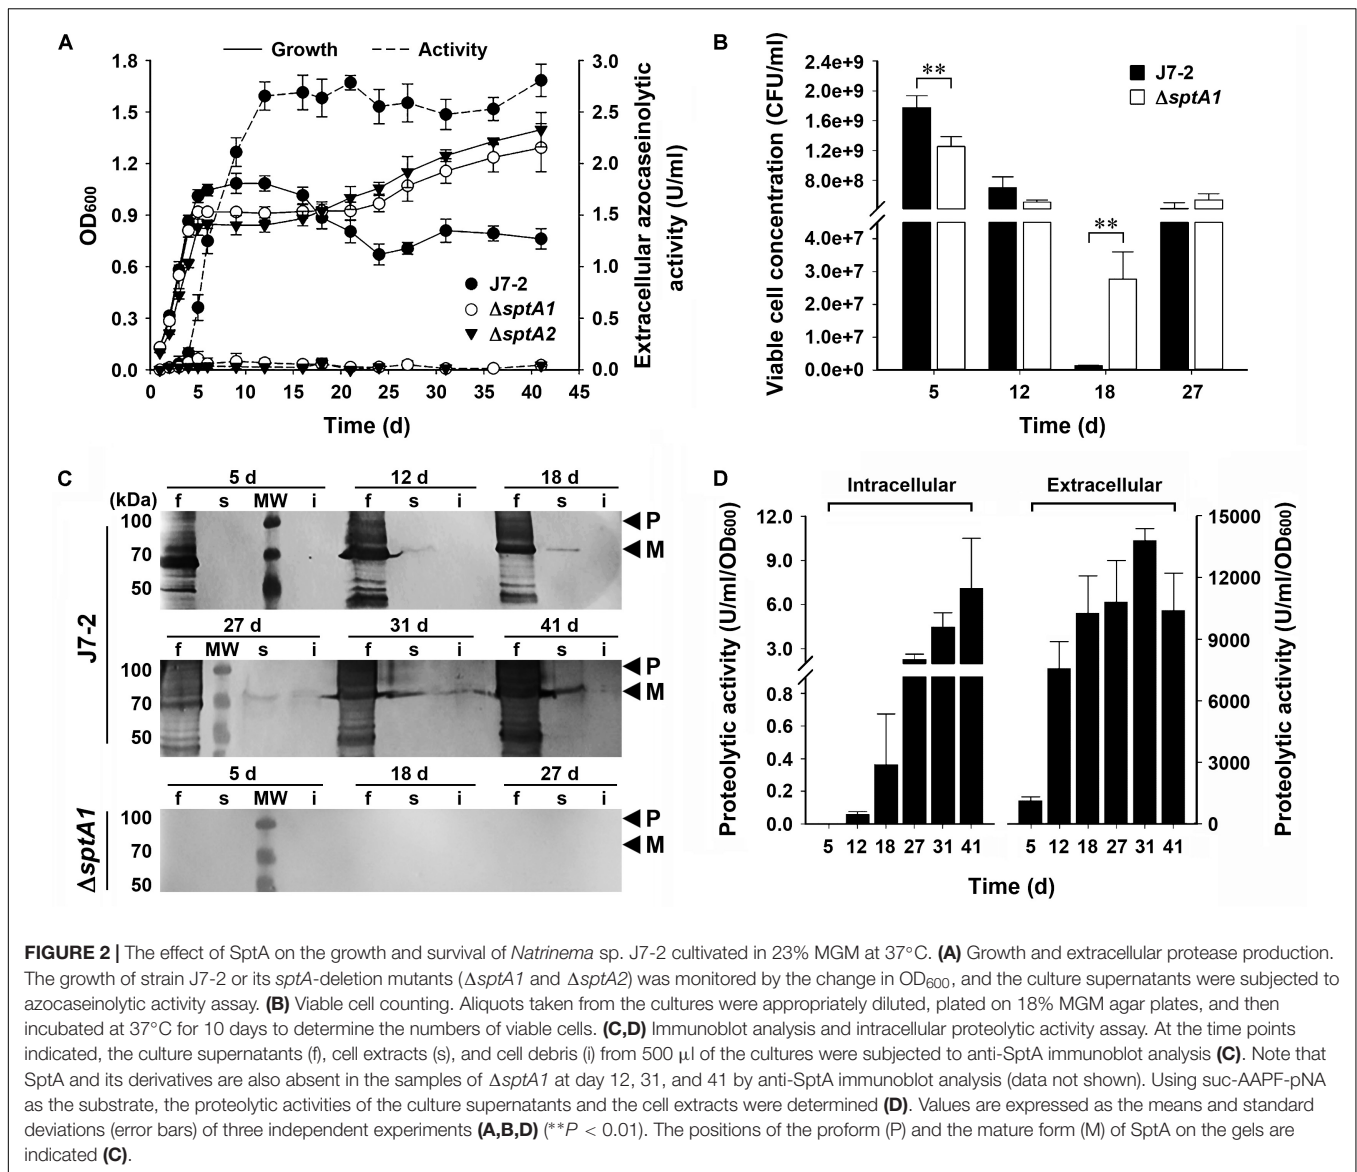 A
Growth
Activity
1.8
1.5
1.2
0.9
0.6
0.3
0.0
OD600
3.0
2.5
2.0
1.5
1.0
0.5
0.0
Extracellular azocaseinolytic
activity (U/ml)
J7-2
ΔsptA1
ΔsptA2
0 5 10 15 20 25 30 35 40 45
Time (d)
B
Viable cell concentration (CFU/ml)
2.4e+9
2.0e+9
1.6e+9
1.2e+9
8.0e+8
4.0e+7
3.0e+7
2.0e+7
1.0e+7
0.0e+0
**
**
J7-2
ΔsptA1
5 12 18 27
Time (d)
C
5 d 12 d 18 d
(kDa) f s MW i f s i f s i
100
70
50
P
M
J7-2
27 d 31 d 41 d
f MW s i f s i f s i
100
70
50
P
M
5 d 18 d 27 d
f s MW i f s i f s i
100
70
50
P
M
ΔsptA1
D
Intracellular Extracellular
Proteolytic activity (U/ml/OD600)
12.0
9.0
6.0
3.0
0.8
0.6
0.4
0.2
0.0
15000
12000
9000
6000
3000
0
Proteolytic activity (U/ml/OD600)
5 12 18 27 31 41 5 12 18 27 31 41
Time (d)
FIGURE 2 | The effect of SptA on the growth and survival of Natrinema sp. J7-2 cultivated in 23% MGM at 37°C. (A) Growth and extracellular protease production.
The growth of strain J7-2 or its sptA-deletion mutants (ΔsptA1 and ΔsptA2) was monitored by the change in OD600, and the culture supernatants were subjected to
azocaseinolytic activity assay. (B) Viable cell counting. Aliquots taken from the cultures were appropriately diluted, plated on 18% MGM agar plates, and then
incubated at 37°C for 10 days to determine the numbers of viable cells. (C,D) Immunoblot analysis and intracellular proteolytic activity assay. At the time points
indicated, the culture supernatants (f), cell extracts (s), and cell debris (i) from 500 μl of the cultures were subjected to anti-SptA immunoblot analysis (C). Note that
SptA and its derivatives are also absent in the samples of ΔsptA1 at day 12, 31, and 41 by anti-SptA immunoblot analysis (data not shown). Using suc-AAPF-pNA
as the substrate, the proteolytic activities of the culture supernatants and the cell extracts were determined (D). Values are expressed as the means and standard
deviations (error bars) of three independent experiments (A,B,D) (**P < 0.01). The positions of the proform (P) and the mature form (M) of SptA on the gels are
indicated (C).